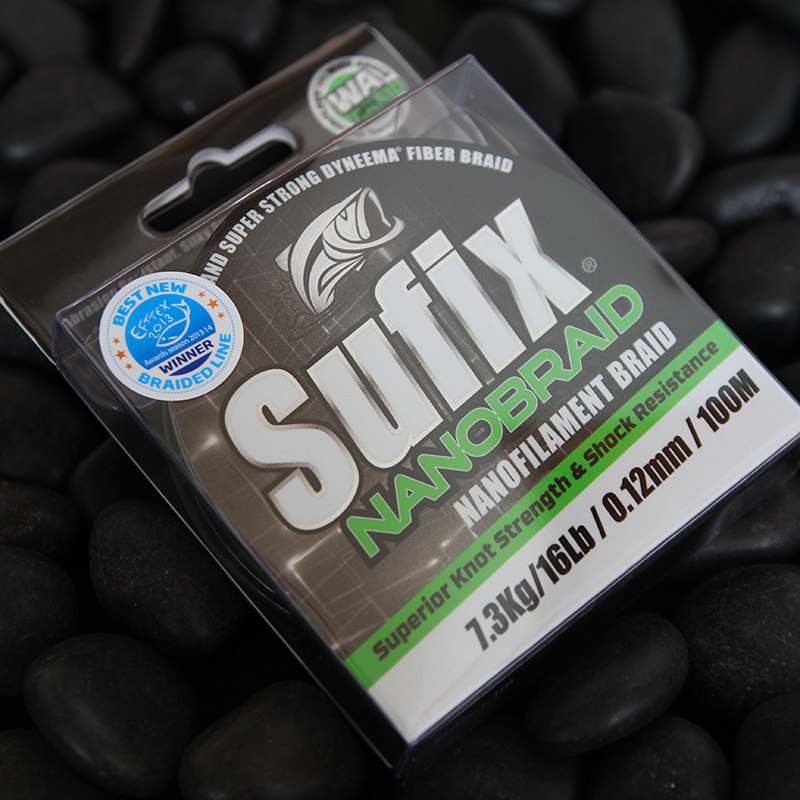 WAL
AND SUPER STRONG DYNEEMA® FIBER BRAID
BEST NEW
EFTTEX
2013
Awards season 2013-14
WINNER
BRAIDED LINE
Sufix®
NANOBRAID
NANOFILAMENT BRAID
Superior Knot Strength & Shock Resistance
7.3Kg/16Lb / 0.12mm / 100M